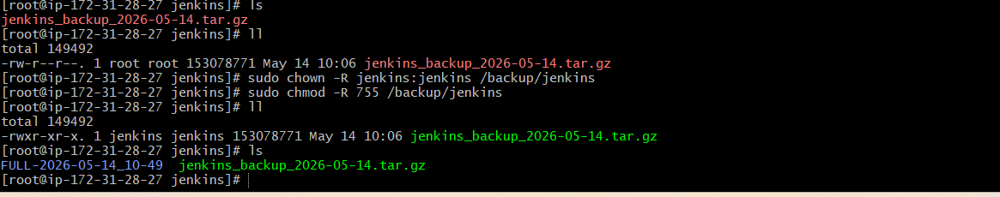 [root@ip-172-31-28-27 jenkins]# ls
jenkins_backup_2026-05-14.tar.gz
[root@ip-172-31-28-27 jenkins]# ll
total 149492
-rw-r--r--. 1 root root 153078771 May 14 10:06 jenkins_backup_2026-05-14.tar.gz
[root@ip-172-31-28-27 jenkins]# sudo chown -R jenkins:jenkins /backup/jenkins
[root@ip-172-31-28-27 jenkins]# sudo chmod -R 755 /backup/jenkins
[root@ip-172-31-28-27 jenkins]# ll
total 149492
-rwxr-xr-x. 1 jenkins jenkins 153078771 May 14 10:06 jenkins_backup_2026-05-14.tar.gz
[root@ip-172-31-28-27 jenkins]# ls
FULL-2026-05-14_10-49  jenkins_backup_2026-05-14.tar.gz
[root@ip-172-31-28-27 jenkins]#